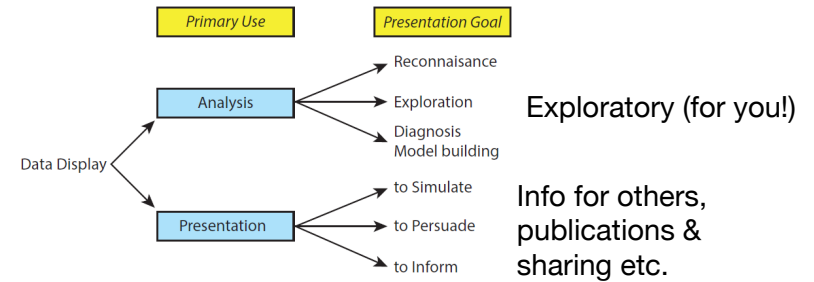 Primary Use
Presentation Goal
Reconnaisance
Analysis
Exploration
Exploratory (for you!)
Diagnosis
Model building
Data Display
to Simulate
Info for others,
publications &
sharing etc.
Presentation
to Persuade
to Inform